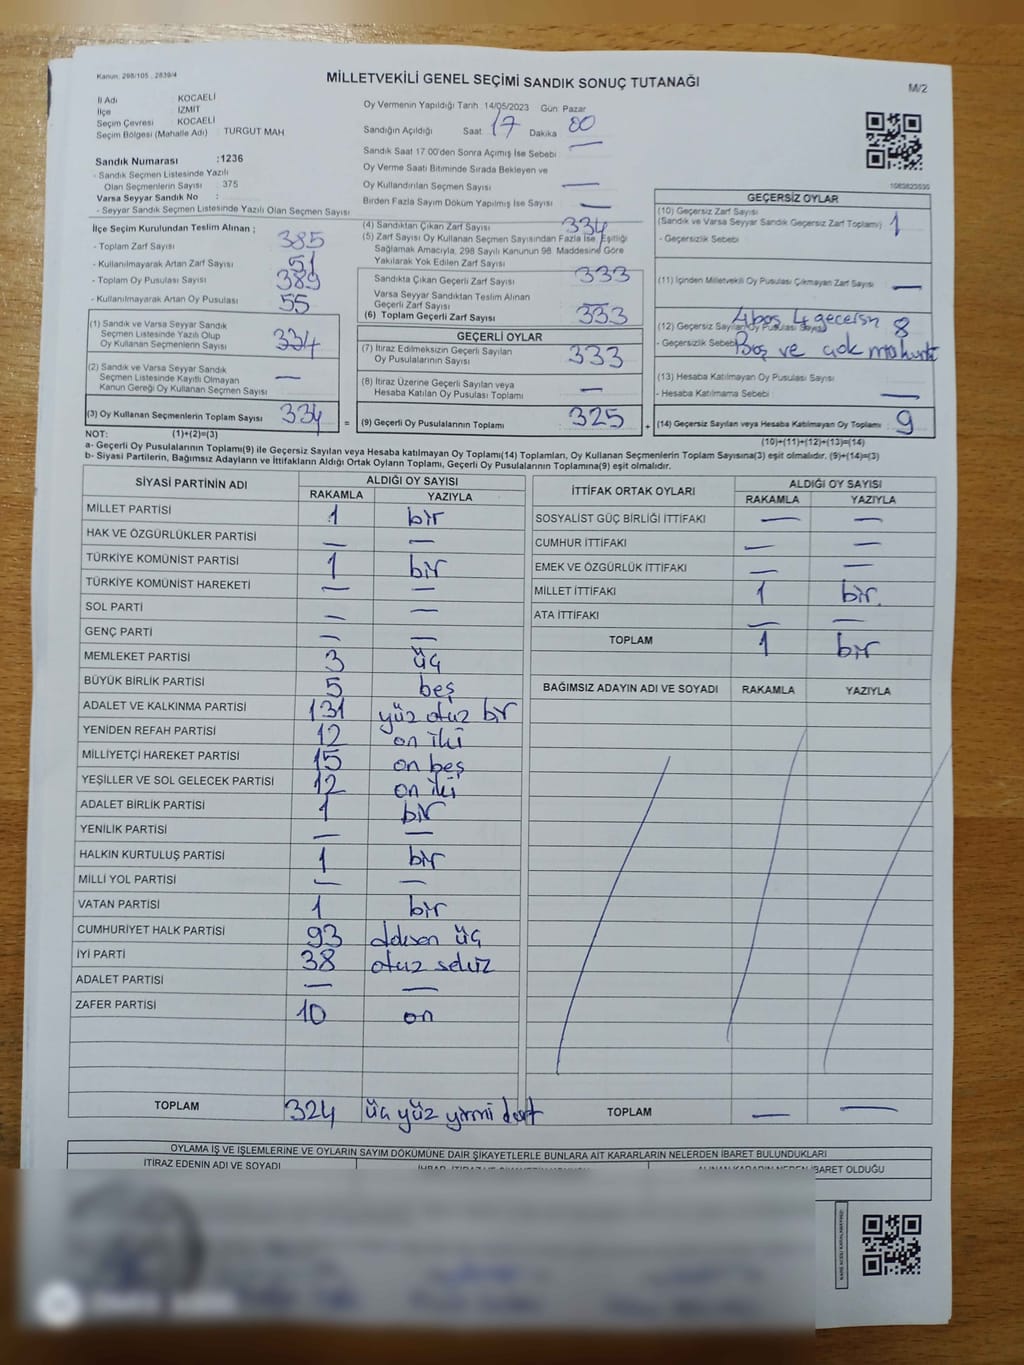 Kanun, 298/105 , 2839/4
MİLLETVEKİLİ GENEL SEÇİMİ SANDIK SONUÇ TUTANAĞI
M/2
İl Adı : KOCAELİ
İlçe : İZMİT
Seçim Çevresi : KOCAELİ
Seçim Bölgesi (Mahalle Adı) : TURGUT MAH
Sandık Numarası :1236
- Sandık Seçmen Listesinde Yazılı
Olan Seçmenlerin Sayısı : 375
Varsa Seyyar Sandık No :
- Seyyar Sandık Seçmen Listesinde Yazılı Olan Seçmen Sayısı
Oy Vermenin Yapıldığı Tarih 14/05/2023 Gün: Pazar
Sandığın Açıldığı Saat 17 Dakika 00
Sandık Saat 17.00'den Sonra Açımış İse Sebebi —
Oy Verme Saati Bitiminde Sırada Bekleyen ve
Oy Kullandırılan Seçmen Sayısı —
Birden Fazla Sayım Döküm Yapılmış İse Sayısı —
1083823535
İlçe Seçim Kurulundan Teslim Alınan ;
- Toplam Zarf Sayısı 385
- Kullanılmayarak Artan Zarf Sayısı 51
- Toplam Oy Pusulası Sayısı 389
- Kullanılmayarak Artan Oy Pusulası 55
(1) Sandık ve Varsa Seyyar Sandık
Seçmen Listesinde Yazılı Olup
Oy Kullanan Seçmenlerin Sayısı 334
(2) Sandık ve Varsa Seyyar Sandık
Seçmen Listesinde Kayıtlı Olmayan
Kanun Gereği Oy Kullanan Seçmen Sayısı —
(3) Oy Kullanan Seçmenlerin Toplam Sayısı 334 =
(4) Sandıktan Çıkan Zarf Sayısı 334
(5) Zarf Sayısı Oy Kullanan Seçmen Sayısından Fazla İse, Eşitliği
Sağlamak Amacıyla, 298 Sayılı Kanunun 98. Maddesine Göre
Yakılarak Yok Edilen Zarf Sayısı
Sandıkta Çıkan Geçerli Zarf Sayısı 333
Varsa Seyyar Sandıktan Teslim Alınan
Geçerli Zarf Sayısı —
(6) Toplam Geçerli Zarf Sayısı 333
GEÇERLİ OYLAR
(7) İtiraz Edilmeksizin Geçerli Sayılan
Oy Pusulalarının Sayısı 333
(8) İtiraz Üzerine Geçerli Sayılan veya
Hesaba Katılan Oy Pusulası Toplamı —
(9) Geçerli Oy Pusulalarının Toplamı 325 +
GEÇERSİZ OYLAR
(10) Geçersiz Zarf Sayısı
(Sandık ve Varsa Seyyar Sandık Geçersiz Zarf Toplamı) 1
- Geçersizlik Sebebi
(11) İçinden Milletvekili Oy Pusulası Çıkmayan Zarf Sayısı —
4 boş 4 geçersiz
(12) Geçersiz Sayılan Oy Pusulası Sayısı 8
- Geçersizlik Sebebi Boş ve
(13) Hesaba Katılmayan Oy Pusulası Sayısı
- Hesaba Katılmama Sebebi —
(14) Geçersiz Sayılan veya Hesaba Katılmayan Oy Toplamı 9
NOT: (1)+(2)=(3)
(10)+(11)+(12)+(13)=(14)
a- Geçerli Oy Pusulalarının Toplamı(9) ile Geçersiz Sayılan veya Hesaba katılmayan Oy Toplamı(14) Toplamları, Oy Kullanan Seçmenlerin Toplam Sayısına(3) eşit olmalıdır. (9)+(14)=(3)
b- Siyasi Partilerin, Bağımsız Adayların ve İttifakların Aldığı Ortak Oyların Toplamı, Geçerli Oy Pusulalarının Toplamına(9) eşit olmalıdır.
SİYASİ PARTİNİN ADI ALDIĞI OY SAYISI
RAKAMLA YAZIYLA
MİLLET PARTİSİ 1 bir
HAK VE ÖZGÜRLÜKLER PARTİSİ — —
TÜRKİYE KOMÜNİST PARTİSİ 1 bir
TÜRKİYE KOMÜNİST HAREKETİ — —
SOL PARTİ — —
GENÇ PARTİ — —
MEMLEKET PARTİSİ 3 üç
BÜYÜK BİRLİK PARTİSİ 5 beş
ADALET VE KALKINMA PARTİSİ 131 yüz otuz bir
YENİDEN REFAH PARTİSİ 12 on iki
MİLLİYETÇİ HAREKET PARTİSİ 15 on beş
YEŞİLLER VE SOL GELECEK PARTİSİ 12 on iki
ADALET BİRLİK PARTİSİ 1 bir
YENİLİK PARTİSİ — —
HALKIN KURTULUŞ PARTİSİ 1 bir
MİLLİ YOL PARTİSİ — —
VATAN PARTİSİ 1 bir
CUMHURİYET HALK PARTİSİ 93 doksan üç
İYİ PARTİ 38 otuz sekiz
ADALET PARTİSİ — —
ZAFER PARTİSİ 10 on
TOPLAM 324 üç yüz yirmi dört
İTTİFAK ORTAK OYLARI ALDIĞI OY SAYISI
RAKAMLA YAZIYLA
SOSYALİST GÜÇ BİRLİĞİ İTTİFAKI — —
CUMHUR İTTİFAKI — —
EMEK VE ÖZGÜRLÜK İTTİFAKI — —
MİLLET İTTİFAKI 1 bir.
ATA İTTİFAKI — —
TOPLAM 1 bir
BAĞIMSIZ ADAYIN ADI VE SOYADI RAKAMLA YAZIYLA
TOPLAM — —
OYLAMA İŞ VE İŞLEMLERİNE VE OYLARIN SAYIM DÖKÜMÜNE DAİR ŞİKAYETLERLE BUNLARA AİT KARARLARIN NELERDEN İBARET BULUNDUKLARI
İTİRAZ EDENİN ADI VE SOYADI
ALINAN KARARIN NEDEN İBARET OLDUĞU